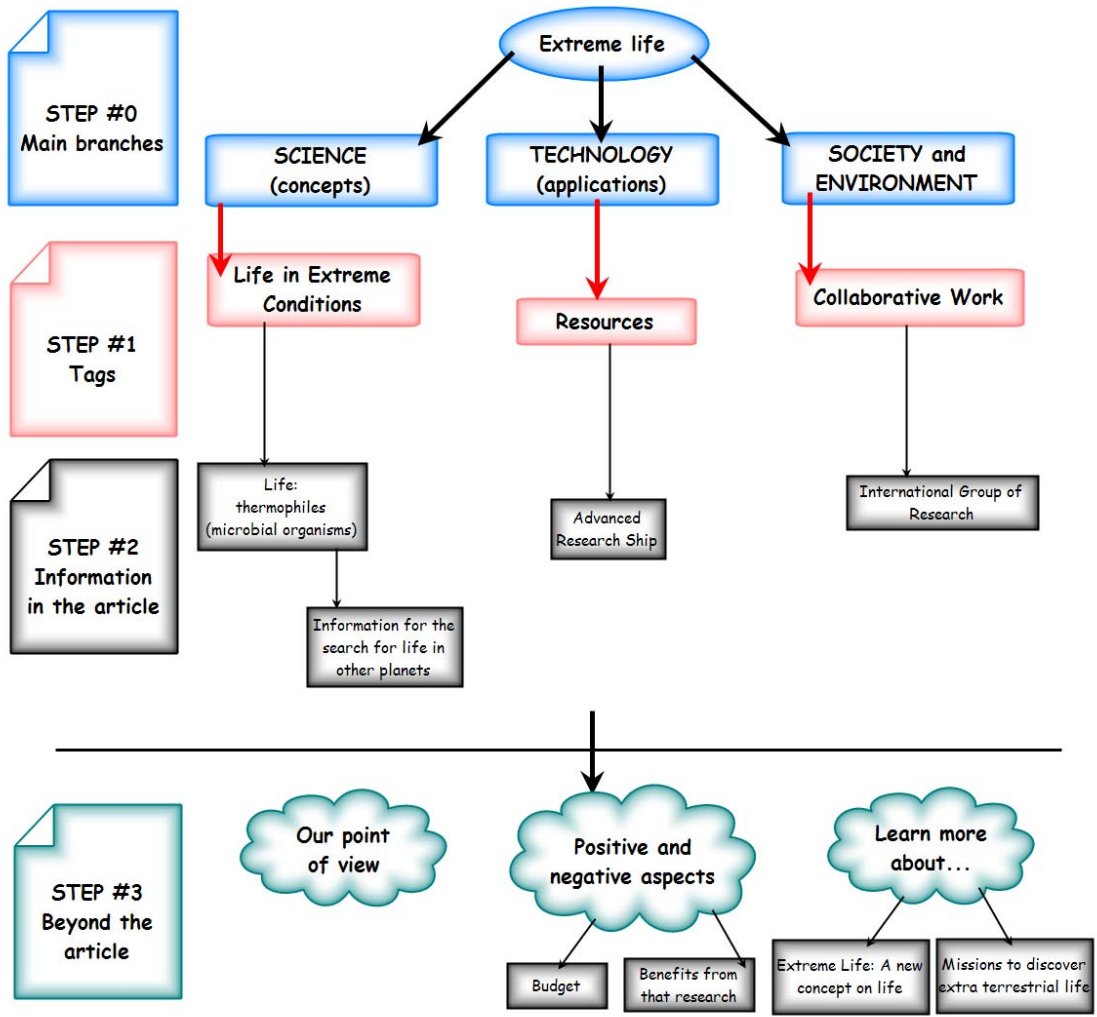 Extreme life
STEP #0
Main branches
SCIENCE
(concepts)
TECHNOLOGY
(applications)
SOCIETY and
ENVIRONMENT
STEP #1
Tags
Life in Extreme
Conditions
Resources
Collaborative Work
STEP #2
Information
in the article
Life:
thermophiles
(microbial organisms)
Advanced
Research Ship
International Group of
Research
Information for the
search for life in
other planets
STEP #3
Beyond the
article
Our point
of view
Positive and
negative aspects
Learn more
about...
Budget
Benefits from
that research
Extreme Life: A new
concept on life
Missions to discover
extra terrestrial life